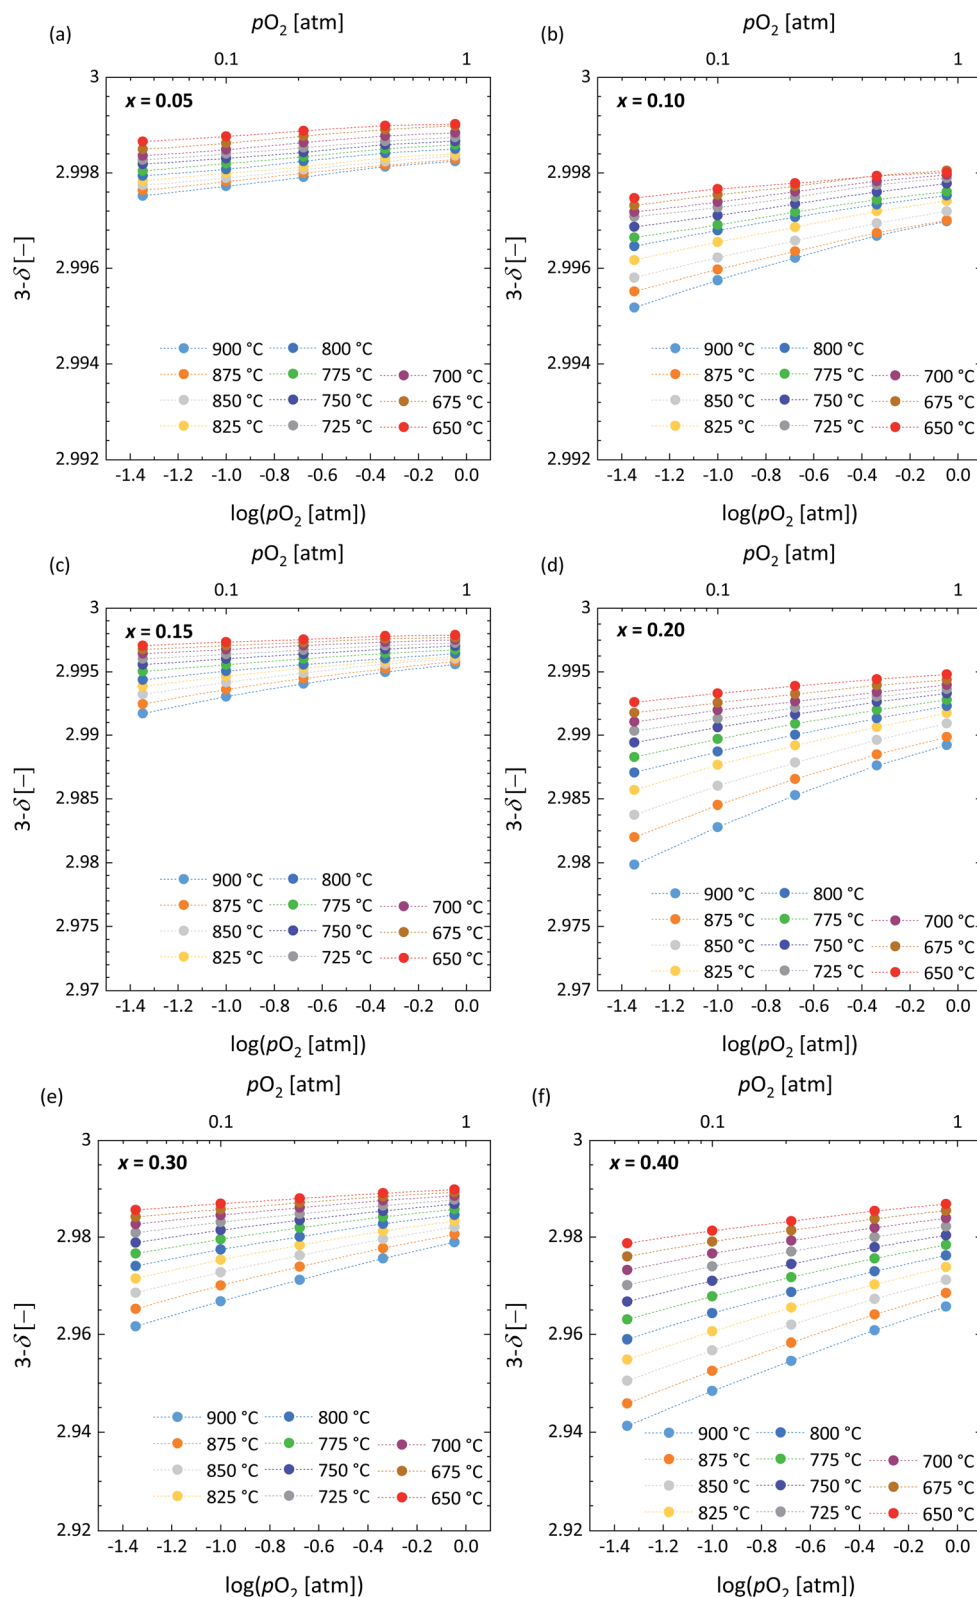 (a)
pO₂ [atm]
0.1 1
x = 0.05
3
2.998
2.996
2.994
2.992
3-δ [–]
900 °C 800 °C
875 °C 775 °C 700 °C
850 °C 750 °C 675 °C
825 °C 725 °C 650 °C
-1.4 -1.2 -1.0 -0.8 -0.6 -0.4 -0.2 0.0
log(pO₂ [atm])
(b)
pO₂ [atm]
0.1 1
x = 0.10
3
2.998
2.996
2.994
2.992
3-δ [–]
900 °C 800 °C
875 °C 775 °C 700 °C
850 °C 750 °C 675 °C
825 °C 725 °C 650 °C
-1.4 -1.2 -1.0 -0.8 -0.6 -0.4 -0.2 0.0
log(pO₂ [atm])
(c)
pO₂ [atm]
0.1 1
x = 0.15
3
2.995
2.99
2.985
2.98
2.975
2.97
3-δ [–]
900 °C 800 °C
875 °C 775 °C 700 °C
850 °C 750 °C 675 °C
825 °C 725 °C 650 °C
-1.4 -1.2 -1.0 -0.8 -0.6 -0.4 -0.2 0.0
log(pO₂ [atm])
(d)
pO₂ [atm]
0.1 1
x = 0.20
3
2.995
2.99
2.985
2.98
2.975
2.97
3-δ [–]
900 °C 800 °C
875 °C 775 °C 700 °C
850 °C 750 °C 675 °C
825 °C 725 °C 650 °C
-1.4 -1.2 -1.0 -0.8 -0.6 -0.4 -0.2 0.0
log(pO₂ [atm])
(e)
pO₂ [atm]
0.1 1
x = 0.30
3
2.98
2.96
2.94
2.92
3-δ [–]
900 °C 800 °C
875 °C 775 °C 700 °C
850 °C 750 °C 675 °C
825 °C 725 °C 650 °C
-1.4 -1.2 -1.0 -0.8 -0.6 -0.4 -0.2 0.0
log(pO₂ [atm])
(f)
pO₂ [atm]
0.1 1
x = 0.40
3
2.98
2.96
2.94
2.92
3-δ [–]
900 °C 800 °C
875 °C 775 °C 700 °C
850 °C 750 °C 675 °C
825 °C 725 °C 650 °C
-1.4 -1.2 -1.0 -0.8 -0.6 -0.4 -0.2 0.0
log(pO₂ [atm])